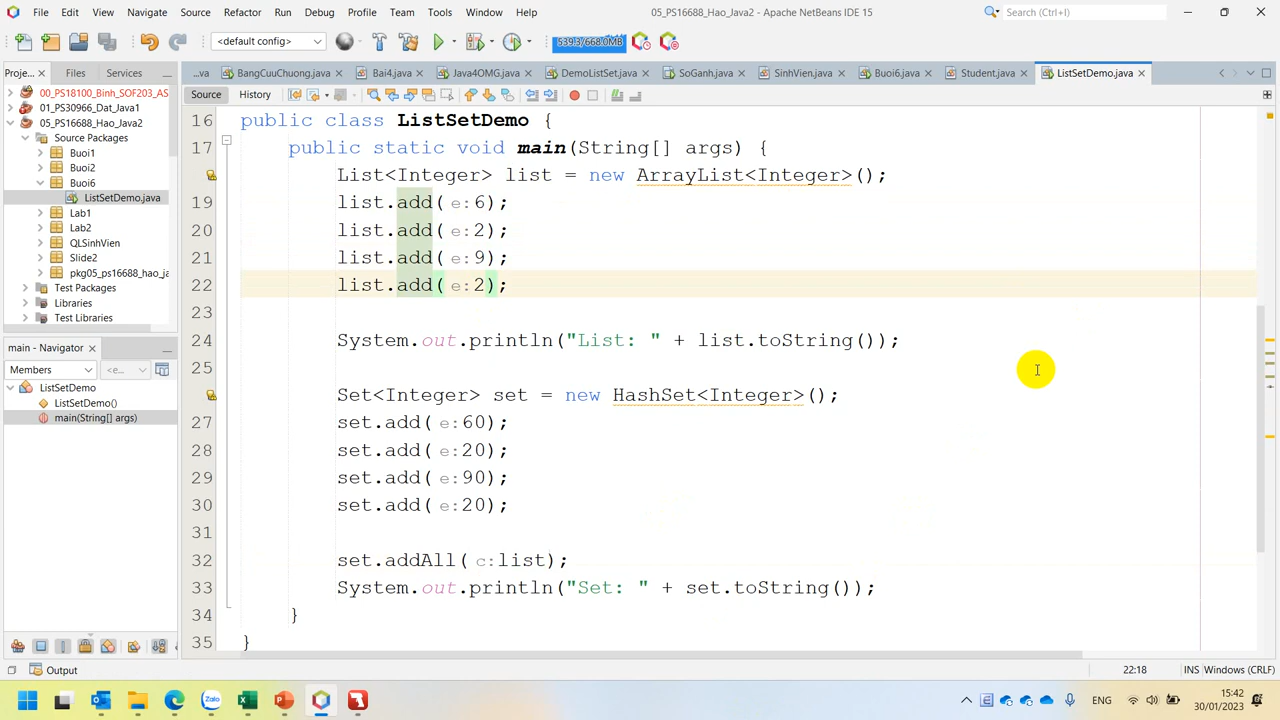 File Edit View Navigate Source Refactor Run Debug Profile Team Tools Window Help
05_PS16688_Hao_Java2 - Apache NetBeans IDE 15
Search (Ctrl+I)
<default config>
539.3/668.0MB
Proje... Files Services
...va BangCuuChuong.java Bai4.java Java4OMG.java DemoListSet.java SoGanh.java SinhVien.java Buoi6.java Student.java ListSetDemo.java
Source History
00_PS18100_Binh_SOF203_AS
01_PS30966_Dat_Java1
05_PS16688_Hao_Java2
Source Packages
Buoi1
Buoi2
Buoi6
ListSetDemo.java
Lab1
Lab2
QLSinhVien
Slide2
pkg05_ps16688_hao_ja
Test Packages
Libraries
Test Libraries
main - Navigator
Members <e...
ListSetDemo
ListSetDemo()
main(String[] args)
16 public class ListSetDemo {
17 public static void main(String[] args) {
List<Integer> list = new ArrayList<Integer>();
19 list.add(e:6);
20 list.add(e:2);
21 list.add(e:9);
22 list.add(e:2);
23
24 System.out.println("List: " + list.toString());
25
Set<Integer> set = new HashSet<Integer>();
27 set.add(e:60);
28 set.add(e:20);
29 set.add(e:90);
30 set.add(e:20);
31
32 set.addAll(c:list);
33 System.out.println("Set: " + set.toString());
34 }
35 }
Output
22:18 INS Windows (CRLF)
Zalo
ENG
15:42
30/01/2023